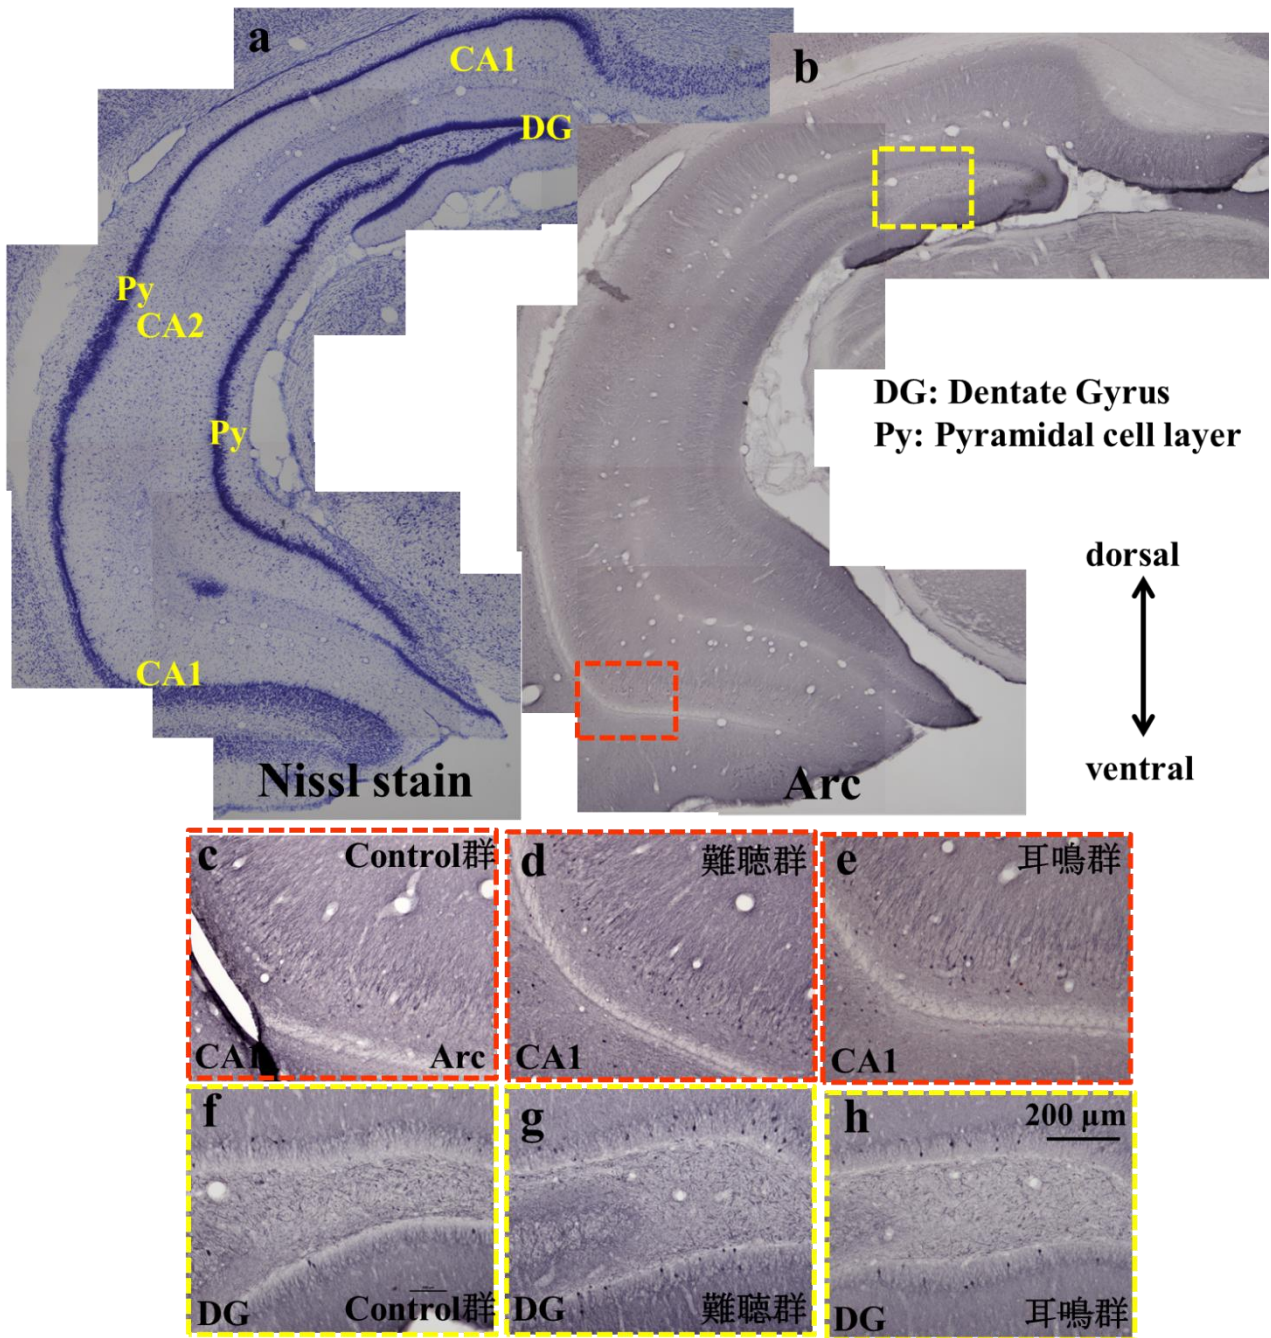 a
CA1
DG
b
Py
CA2
Py
CA1
Nissl stain
Arc
DG: Dentate Gyrus
Py: Pyramidal cell layer
dorsal
ventral
c
Control群
CA1
Arc
d
難聴群
CA1
e
耳鳴群
CA1
f
DG
Control群
g
DG
難聴群
h
200 μm
DG
耳鳴群